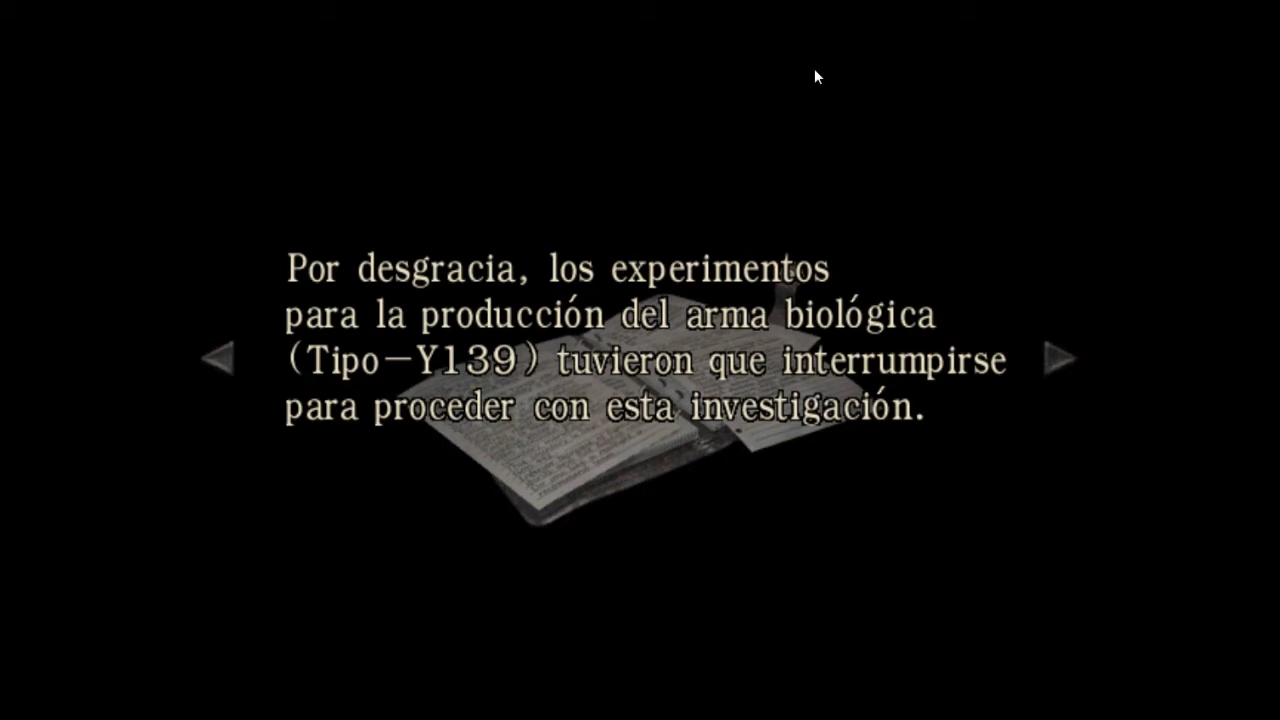 Por desgracia, los experimentos
para la producción del arma biológica
(Tipo－Y139) tuvieron que interrumpirse
para proceder con esta investigación.